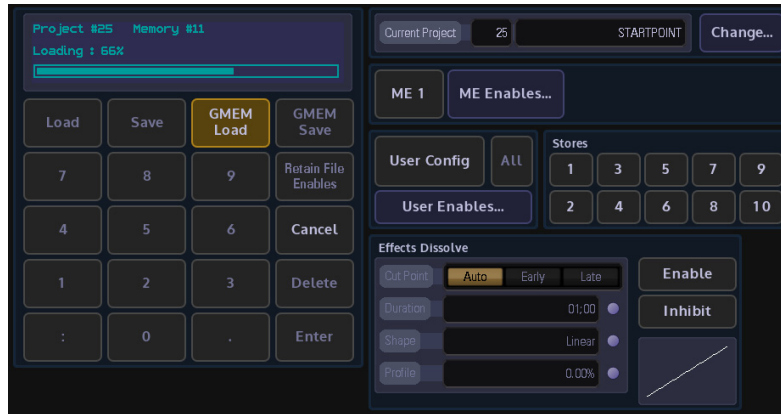 Project #25 Memory #11
Loading : 66%
Load Save GMEM Load GMEM Save
7 8 9 Retain File Enables
4 5 6 Cancel
1 2 3 Delete
: 0 . Enter
Current Project 25 STARTPOINT Change...
ME 1 ME Enables...
User Config All
User Enables...
Stores
1 3 5 7 9
2 4 6 8 10
Effects Dissolve
Cut Point Auto Early Late
Duration 01:00
Shape Linear
Profile 0.00%
Enable
Inhibit